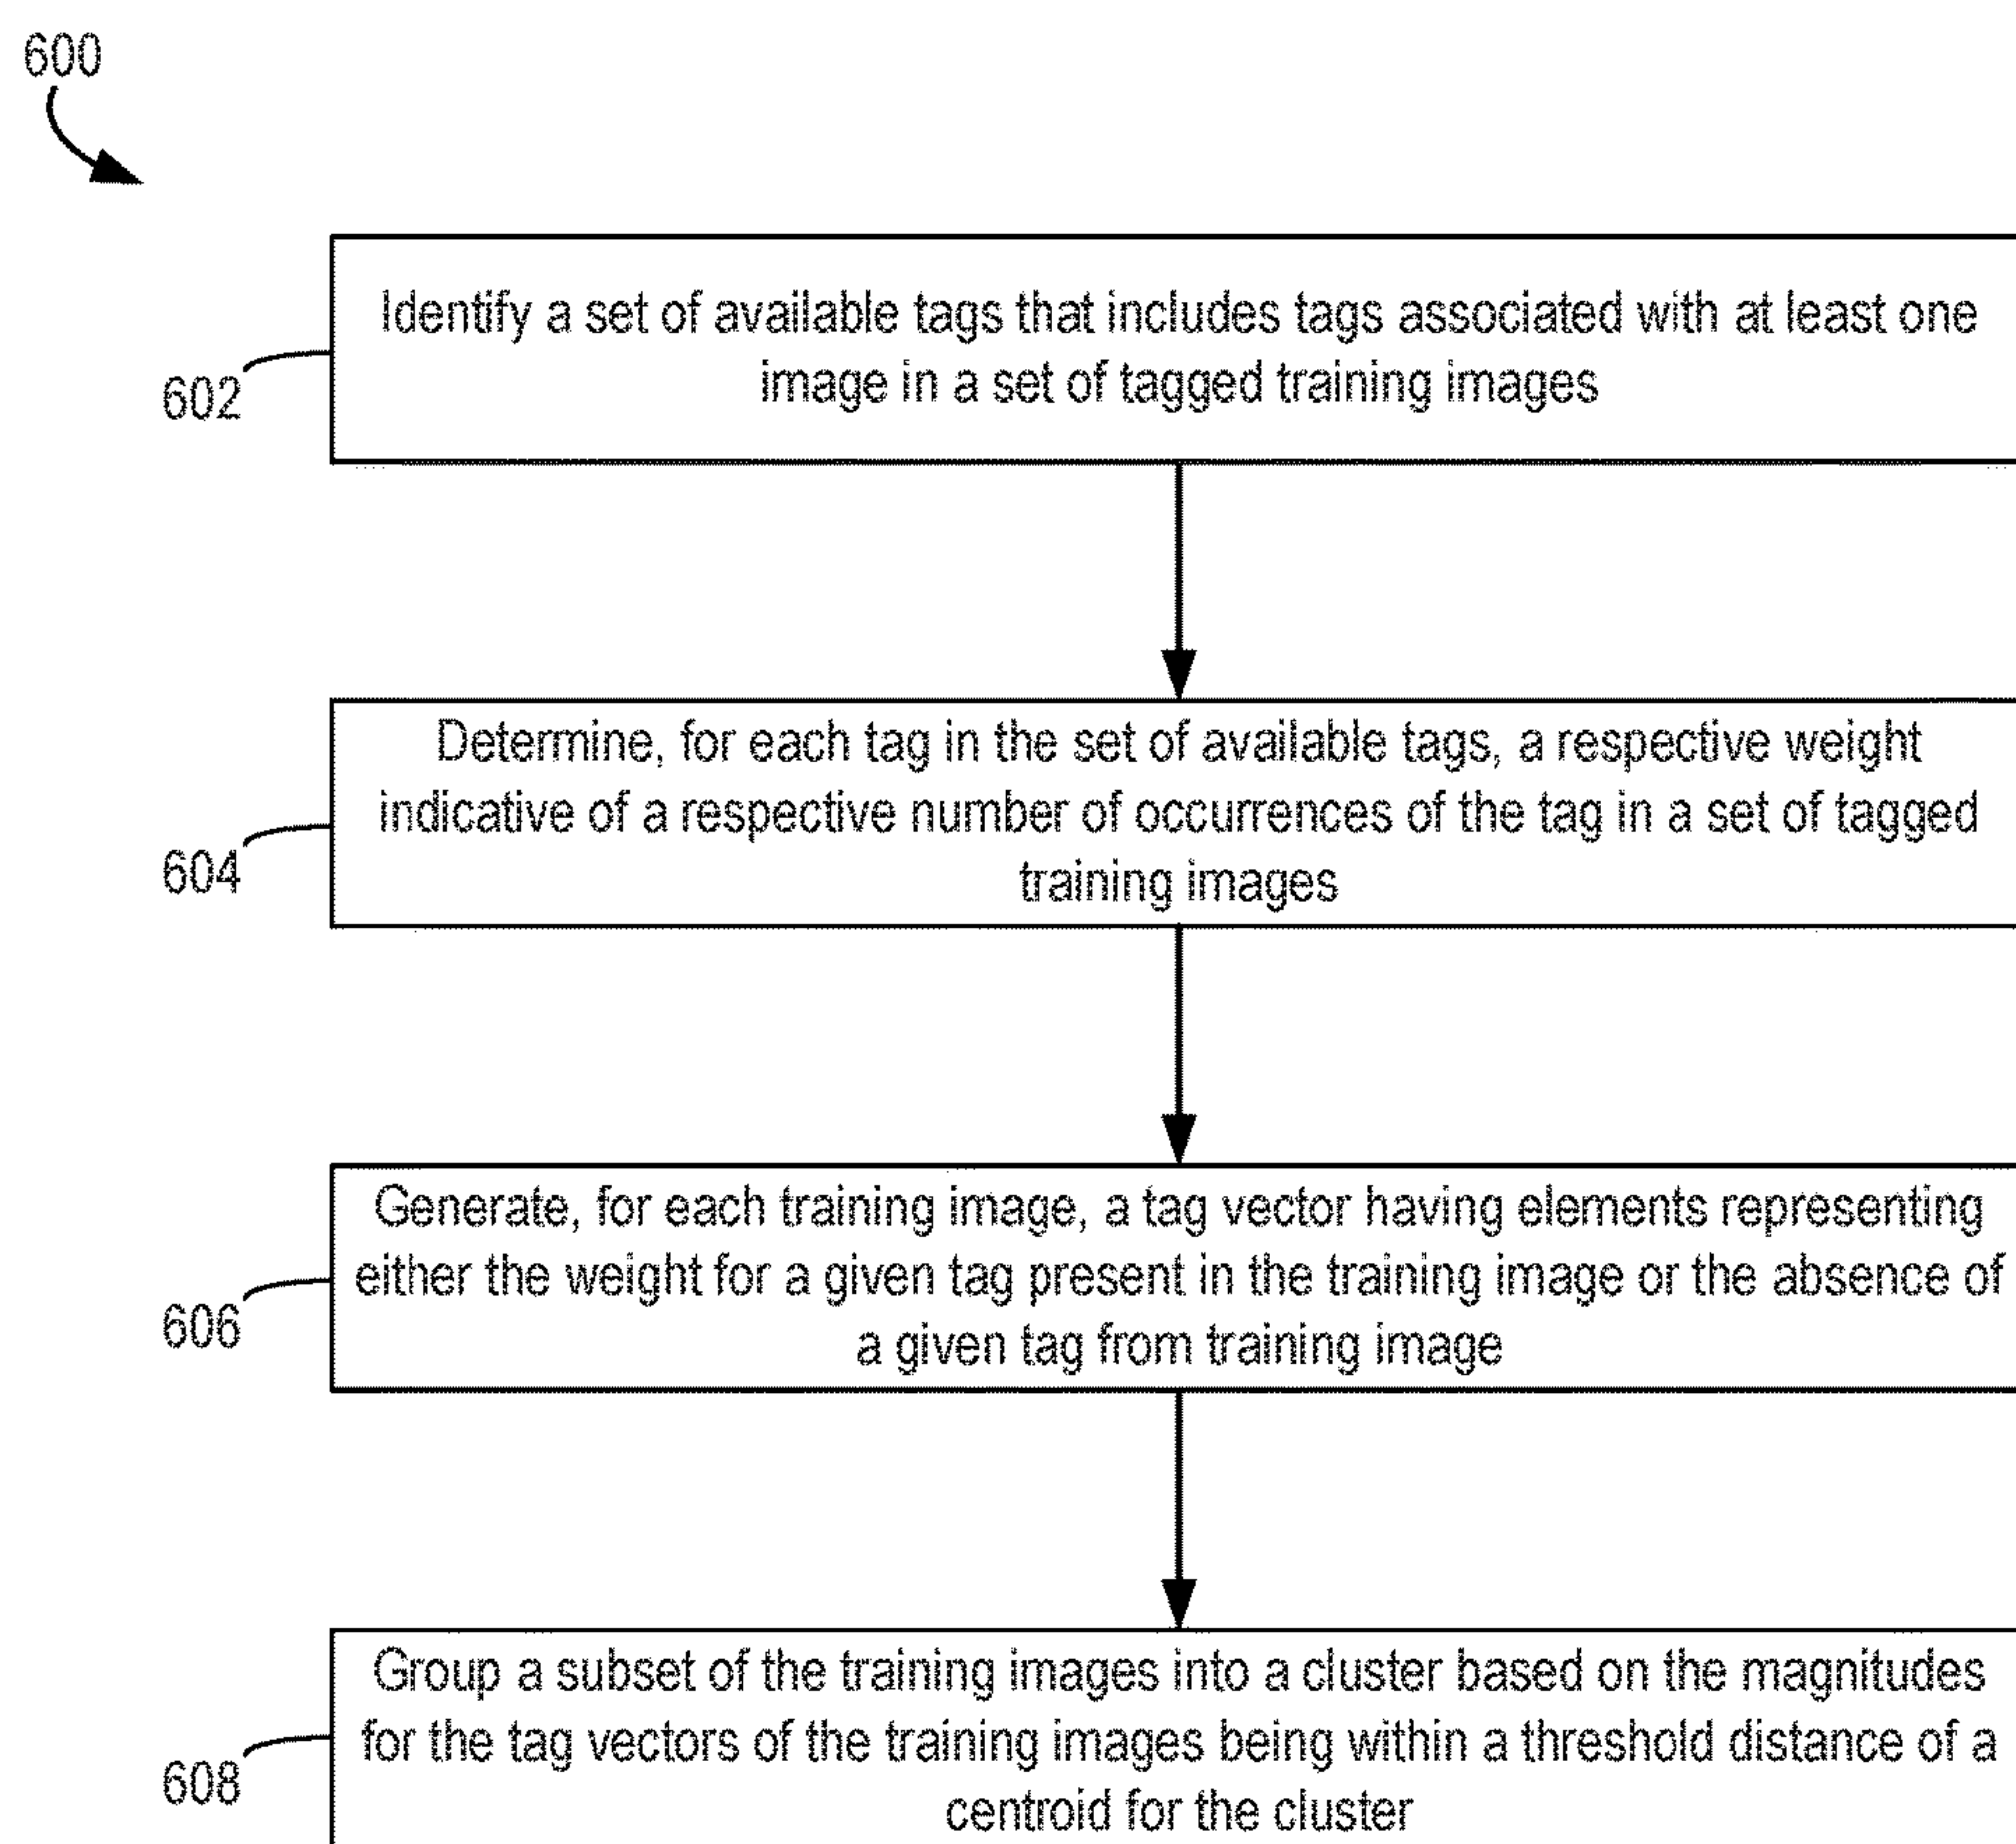 600
Identify a set of available tags that includes tags associated with at least one
image in a set of tagged training images
602
Determine, for each tag in the set of available tags, a respective weight
indicative of a respective number of occurrences of the tag in a set of tagged
training images
604
Generate, for each training image, a tag vector having elements representing
either the weight for a given tag present in the training image or the absence of
a given tag from training image
606
Group a subset of the training images into a cluster based on the magnitudes
for the tag vectors of the training images being within a threshold distance of a
centroid for the cluster
608